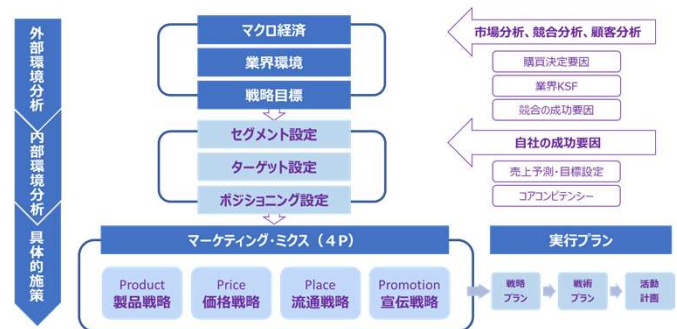 外部環境分析
内部環境分析
具体的施策
マクロ経済
業界環境
戦略目標
セグメント設定
ターゲット設定
ポジショニング設定
市場分析、競合分析、顧客分析
購買決定要因
業界KSF
競合の成功要因
自社の成功要因
売上予測・目標設定
コアコンピテンシー
マーケティング・ミクス（４P）
Product
製品戦略
Price
価格戦略
Place
流通戦略
Promotion
宣伝戦略
実行プラン
戦略
プラン
戦術
プラン
活動
計画